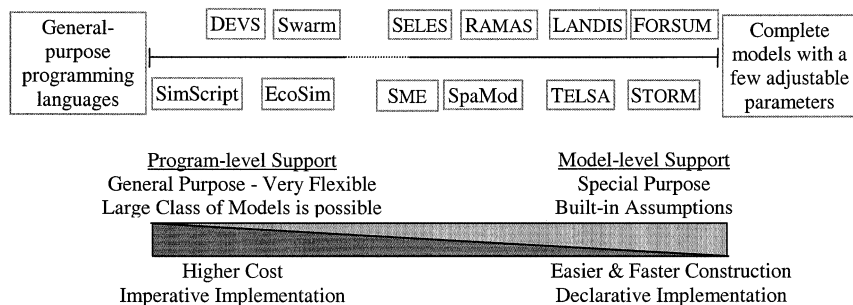 General-
purpose
programming
languages
DEVS
Swarm
SELES
RAMAS
LANDIS
FORSUM
SimScript
EcoSim
SME
SpaMod
TELSA
STORM
Complete
models with a
few adjustable
parameters
Program-level Support
General Purpose - Very Flexible
Large Class of Models is possible
Model-level Support
Special Purpose
Built-in Assumptions
Higher Cost
Imperative Implementation
Easier & Faster Construction
Declarative Implementation